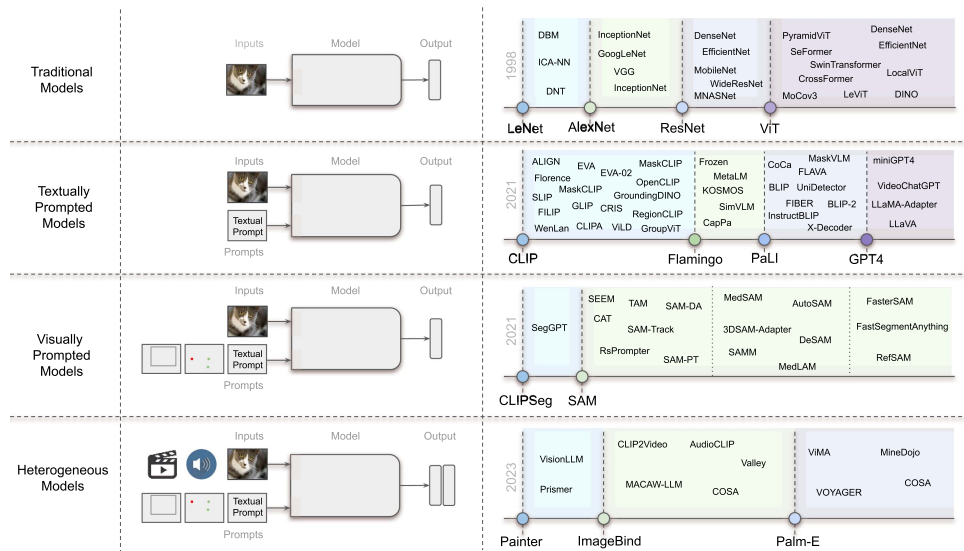 Traditional
Models
Inputs
Model
Output
1998
DBM
ICA-NN
DNT
InceptionNet
GoogLeNet
VGG
InceptionNet
DenseNet
EfficientNet
MobileNet
WideResNet
MNASNet
PyramidViT
DenseNet
SeFormer
EfficientNet
SwinTransformer
CrossFormer
LocalViT
MoCov3
LeViT
DINO
LeNet
AlexNet
ResNet
ViT
Textually
Prompted
Models
Inputs
Model
Output
Textual
Prompt
Prompts
2021
ALIGN
EVA
MaskCLIP
Florence
EVA-02
OpenCLIP
SLIP
MaskCLIP
GroundingDINO
FILIP
GLIP
CRIS
RegionCLIP
WenLan
CLIPA
ViLD
GroupViT
Frozen
MetaLM
KOSMOS
SimVLM
CapPa
CoCa
MaskVLM
FLAVA
BLIP
UniDetector
FIBER
BLIP-2
InstructBLIP
X-Decoder
miniGPT4
VideoChatGPT
LLaMA-Adapter
LLaVA
CLIP
Flamingo
PaLI
GPT4
Visually
Prompted
Models
Inputs
Model
Output
Textual
Prompt
Prompts
2021
SegGPT
SEEM
TAM
SAM-DA
CAT
SAM-Track
RsPrompter
SAM-PT
MedSAM
AutoSAM
3DSAM-Adapter
DeSAM
SAMM
MedLAM
FasterSAM
FastSegmentAnything
RefSAM
CLIPSeg
SAM
Heterogeneous
Models
Inputs
Model
Output
Textual
Prompt
Prompts
2023
VisionLLM
Prismer
CLIP2Video
AudioCLIP
Valley
MACAW-LLM
COSA
ViMA
MineDojo
VOYAGER
COSA
Painter
ImageBind
Palm-E